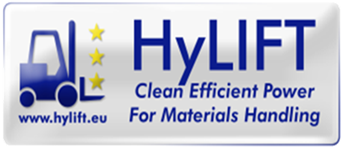 HyLIFT
Clean Efficient Power
For Materials Handling
www.hylift.eu